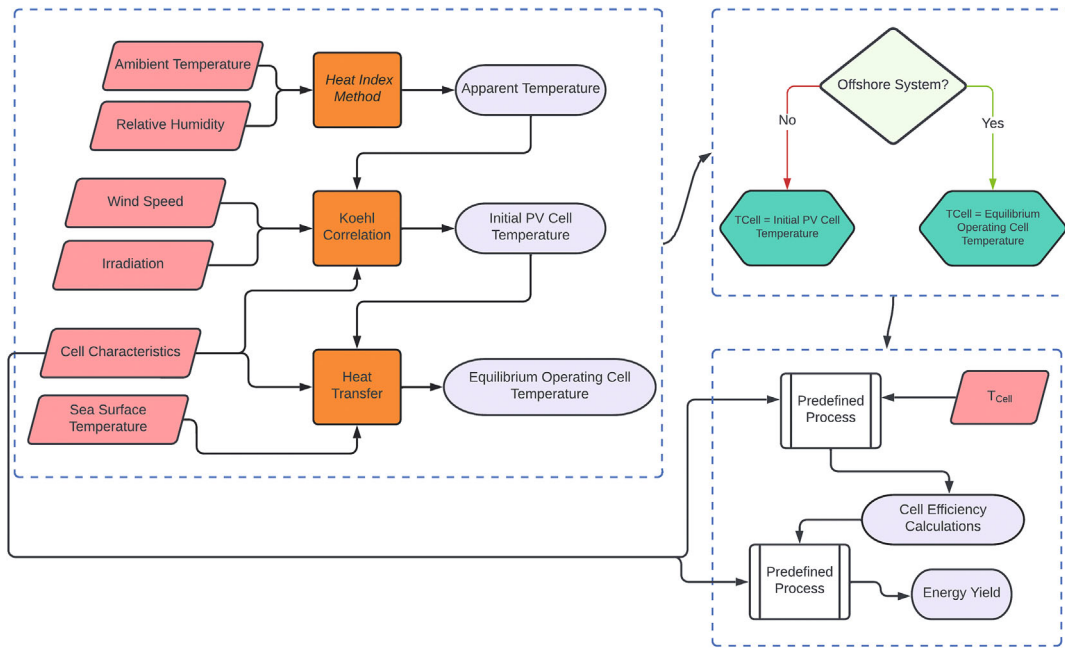 Amibient Temperature
Relative Humidity
Heat Index
Method
Apparent Temperature
Wind Speed
Irradiation
Koehl
Correlation
Initial PV Cell
Temperature
Cell Characteristics
Sea Surface
Temperature
Heat
Transfer
Equilibrium Operating Cell
Temperature
Offshore System?
No
Yes
TCell = Initial PV Cell
Temperature
TCell = Equilibrium
Operating Cell
Temperature
Predefined
Process
T_Cell
Cell Efficiency
Calculations
Predefined
Process
Energy Yield